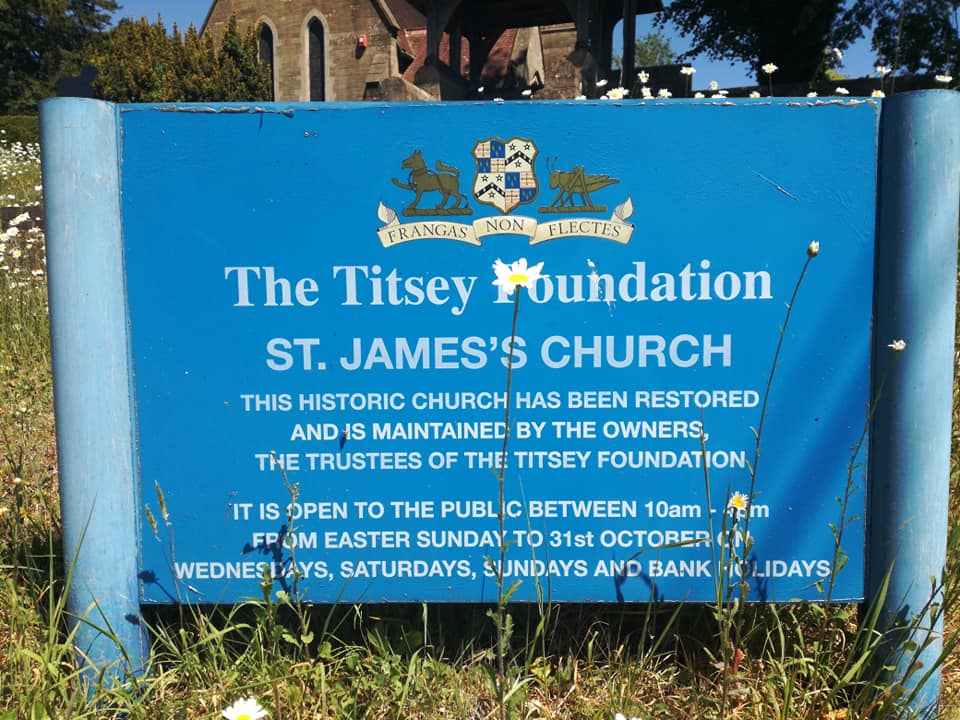 FRANGAS NON FLECTES
The Titsey Foundation
ST. JAMES'S CHURCH
THIS HISTORIC CHURCH HAS BEEN RESTORED
AND IS MAINTAINED BY THE OWNERS,
THE TRUSTEES OF THE TITSEY FOUNDATION
IT IS OPEN TO THE PUBLIC BETWEEN 10am -
FROM EASTER SUNDAY TO 31st OCTOBER ON
WEDNESDAYS, SATURDAYS, SUNDAYS AND BANK HOLIDAYS